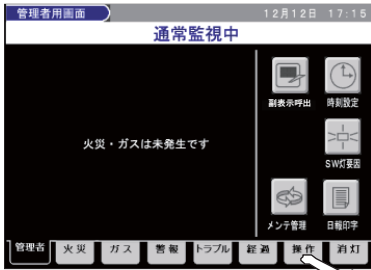 管理者用画面
12月12日 17:15
通常監視中
副表示呼出
時刻設定
火災・ガスは未発生です
SW灯要因
メンテ管理
日報印字
管理者 火災 ガス 警報 トラブル 経過 操作 消灯